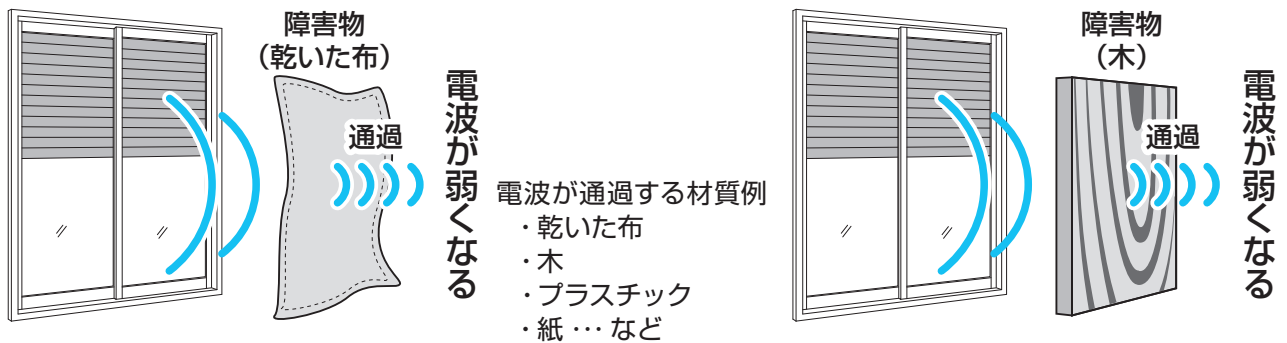 障害物
（乾いた布）
通過
電波が弱くなる
電波が通過する材質例
・乾いた布
・木
・プラスチック
・紙 ･･･ など
障害物
（木）
通過
電波が弱くなる